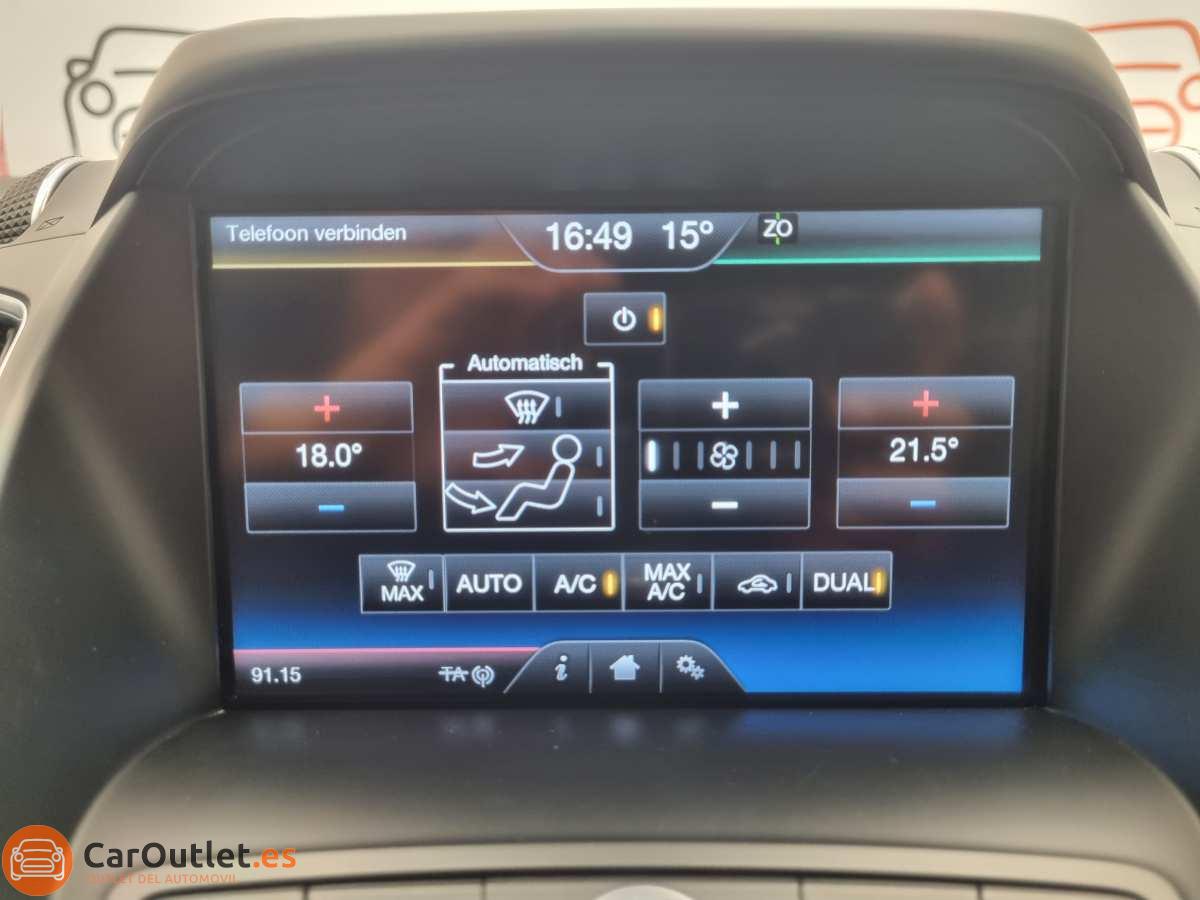 Telefoon verbinden
16:49 15°
ZO
Automatisch
18.0°
21.5°
MAX
AUTO
A/C
MAX A/C
DUAL
91.15
TA
i
CarOutlet.es
OUTLET DEL AUTOMOVIL